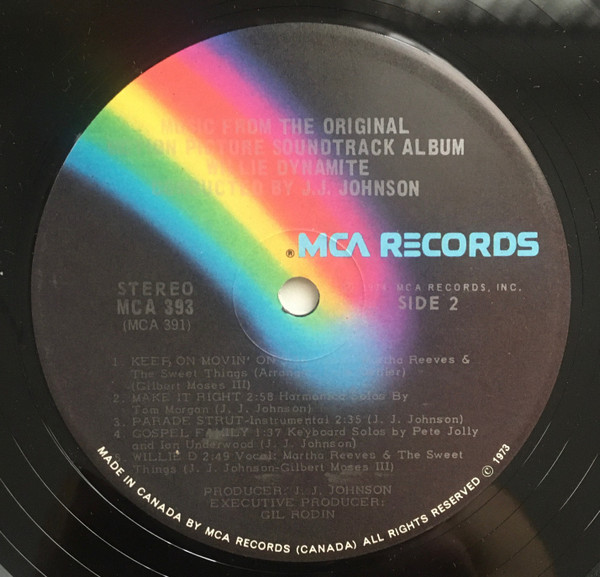 MUSIC FROM THE ORIGINAL
MOTION PICTURE SOUNDTRACK ALBUM
WILLIE DYNAMITE
CONDUCTED BY J.J. JOHNSON
® MCA RECORDS
STEREO
MCA 393
(MCA 391)
MCA RECORDS, INC.
SIDE 2
1. KEEP ON MOVIN' ON Martha Reeves &
The Sweet Things
(Gilbert Moses III)
2. MAKE IT RIGHT 2:58 Harmonica Solos By
Tom Morgan (J. J. Johnson)
3. PARADE STRUT-Instrumental 2:35 (J. J. Johnson)
4. GOSPEL FAMILY 1:37 Keyboard Solos by Pete Jolly
and Ian Underwood (J. J. Johnson)
5. WILLIE D 2:49 Vocal: Martha Reeves & The Sweet
Things (J. J. Johnson-Gilbert Moses III)
PRODUCER: J. J. JOHNSON
EXECUTIVE PRODUCER:
GIL RODIN
MADE IN CANADA BY MCA RECORDS (CANADA) ALL RIGHTS RESERVED © 1973